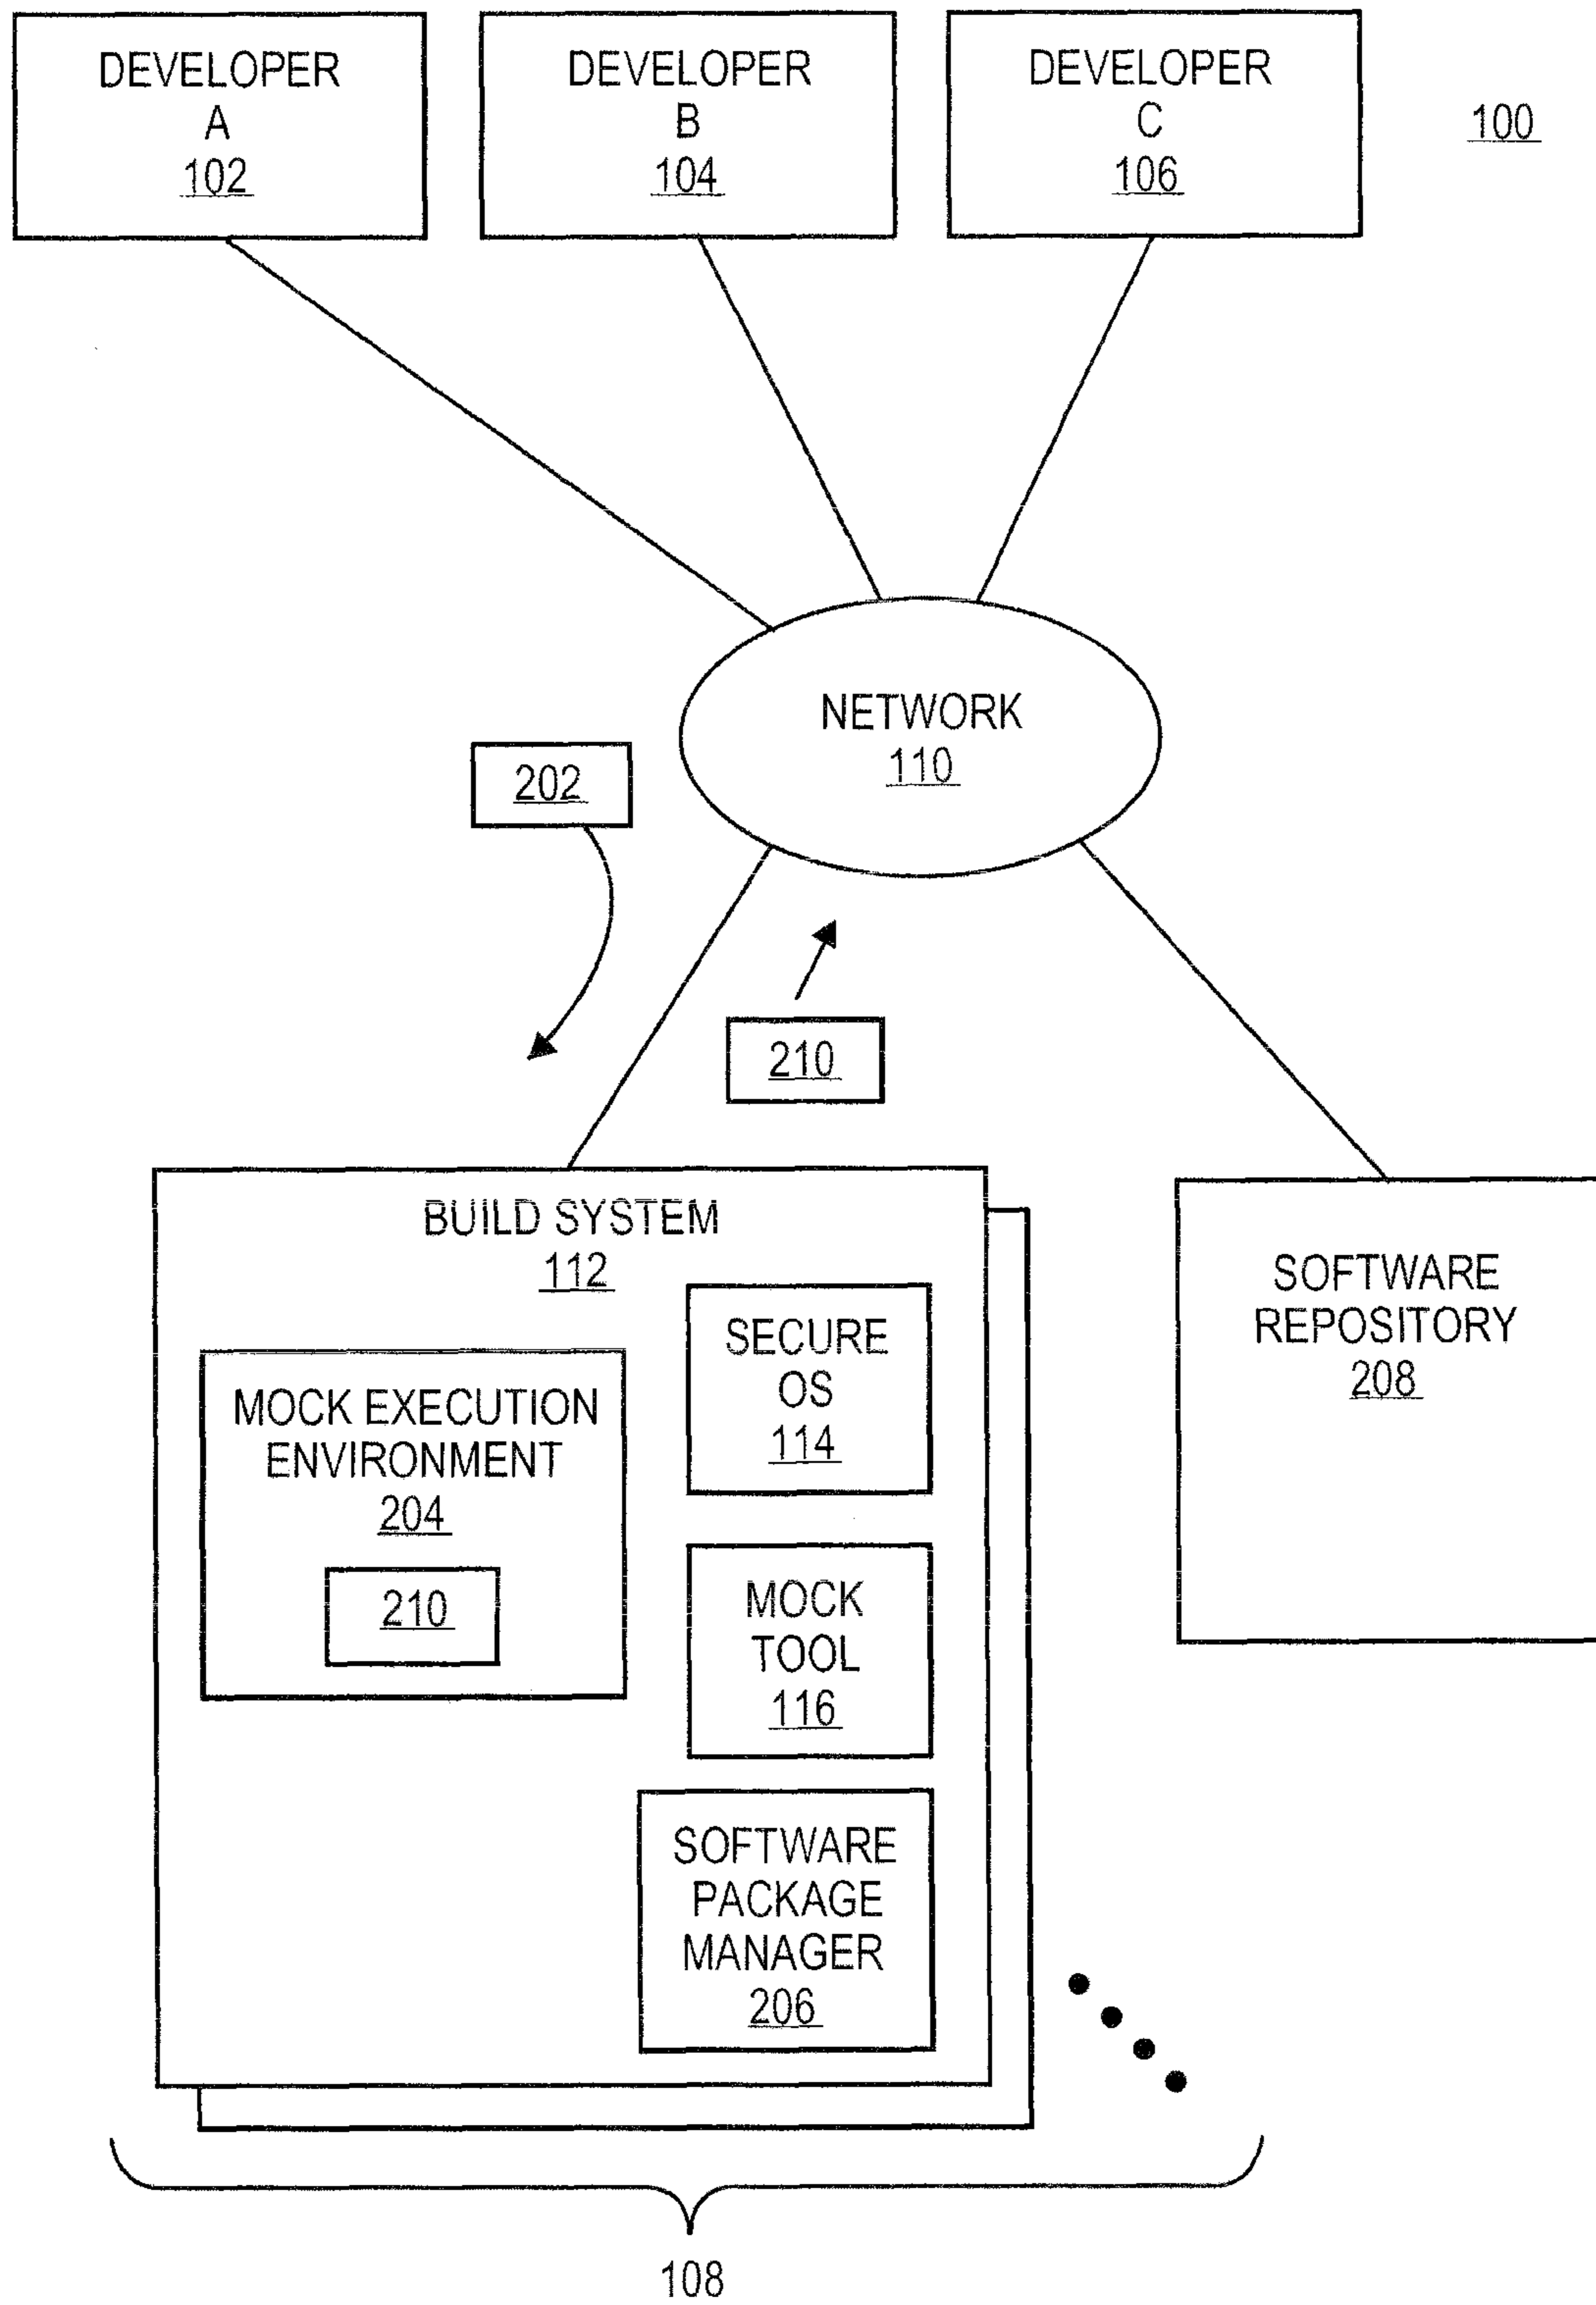 DEVELOPER
A
102
DEVELOPER
B
104
DEVELOPER
C
106
100
NETWORK
110
202
210
BUILD SYSTEM
112
SECURE
OS
114
MOCK EXECUTION
ENVIRONMENT
204
210
MOCK
TOOL
116
SOFTWARE
PACKAGE
MANAGER
206
SOFTWARE
REPOSITORY
208
108